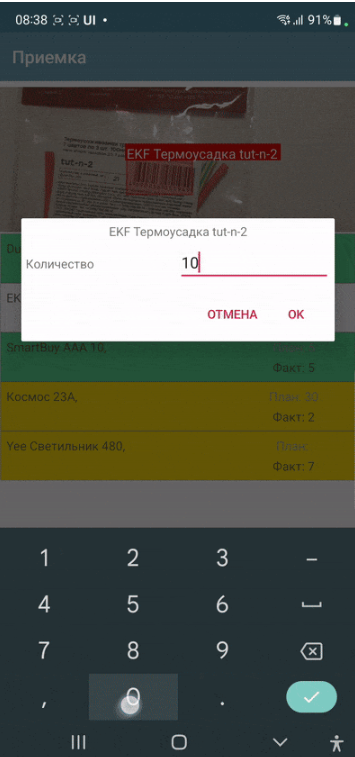 08:38 UI • 91%
Приемка
tut-n-2
EKF Термоусадка tut-n-2
EKF Термоусадка tut-n-2
Количество 10
ОТМЕНА OK
Du
EK
SmartBuy AAA 10,
Факт: 5
Космос 23A, План: 30
Факт: 2
Yee Светильник 480, План:
Факт: 7
1 2 3 –
4 5 6
7 8 9
, 0 .